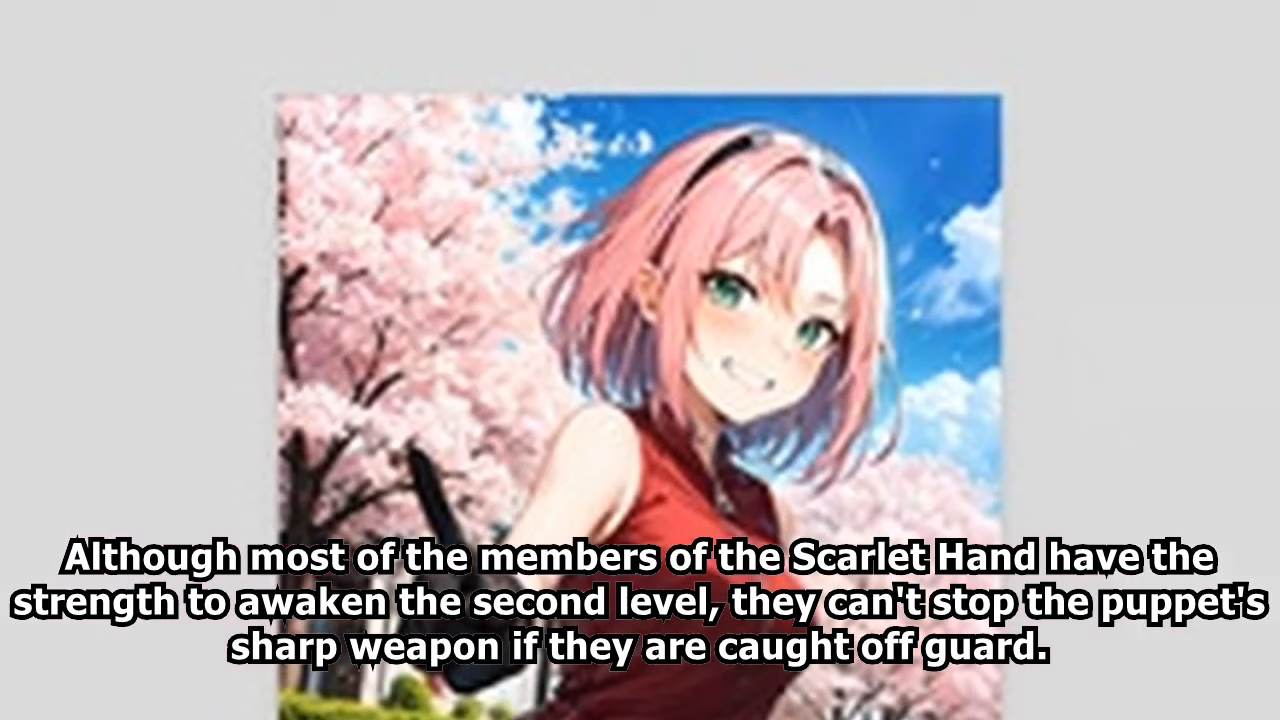 Although most of the members of the Scarlet Hand have the
strength to awaken the second level, they can't stop the puppet's
sharp weapon if they are caught off guard.